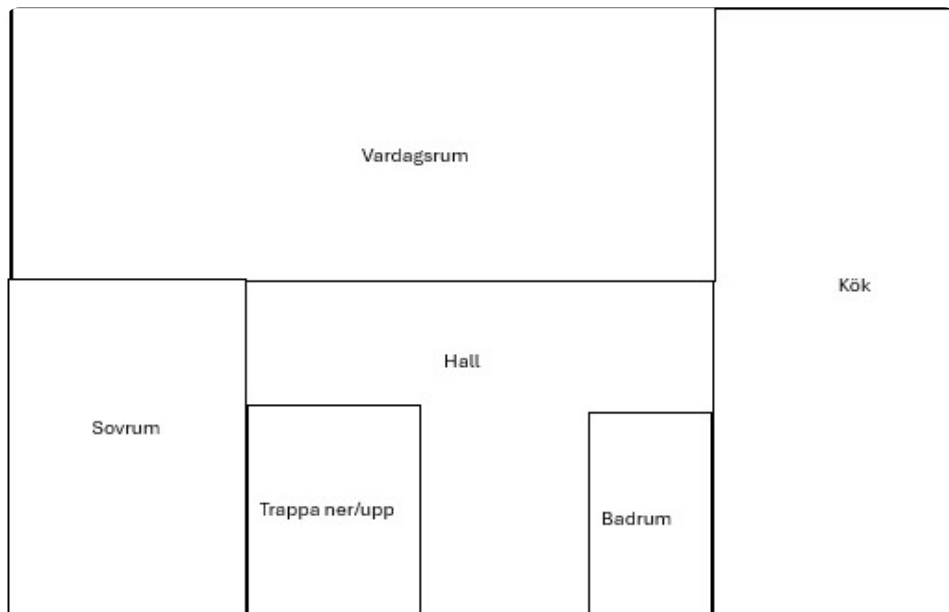 Vardagsrum
Kök
Hall
Sovrum
Trappa ner/upp
Badrum